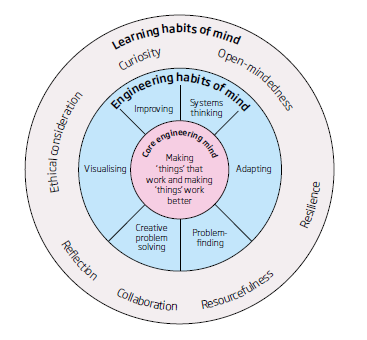 Learning habits of mind
Curiosity
Open-mindedness
Ethical consideration
Resilience
Reflection
Collaboration
Resourcefulness
Engineering habits of mind
Improving
Systems
thinking
Visualising
Adapting
Creative
problem
solving
Problem-
finding
Core engineering mind
Making
‘things’ that
work and making
‘things’ work
better